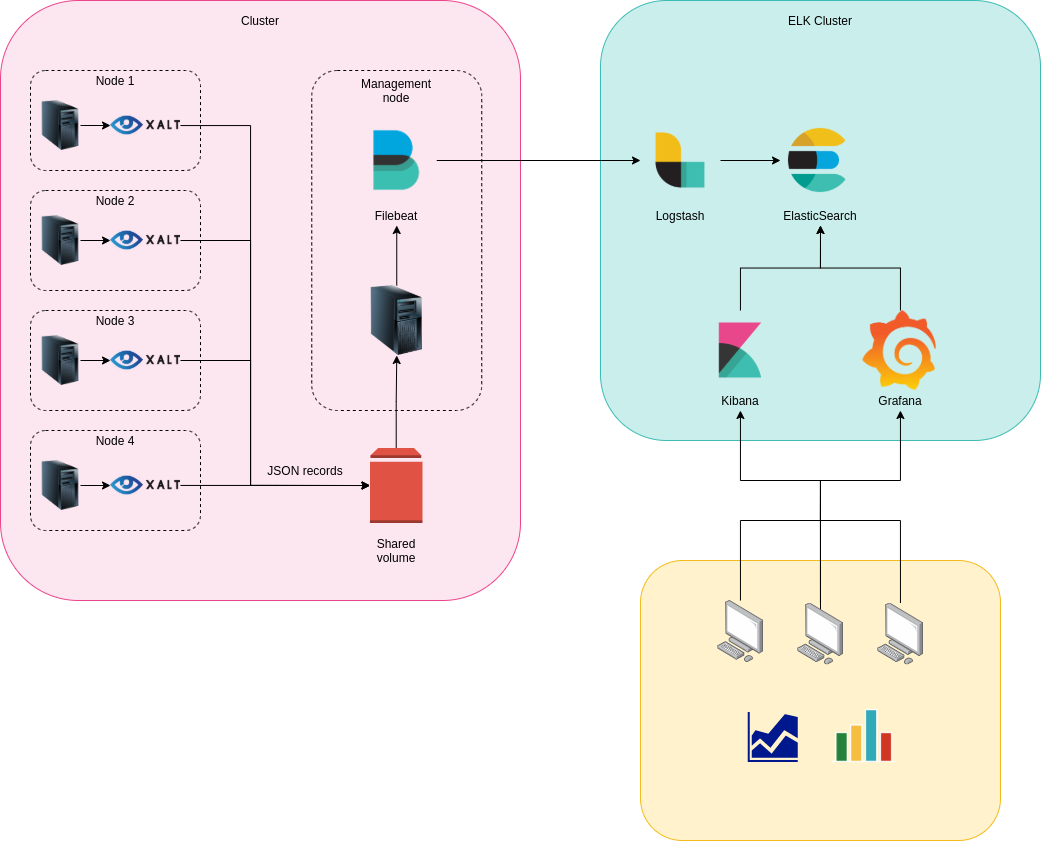 Cluster
Node 1
XALT
Node 2
XALT
Node 3
XALT
Node 4
XALT
JSON records
Management
node
Filebeat
Shared
volume
ELK Cluster
Logstash
ElasticSearch
Kibana
Grafana